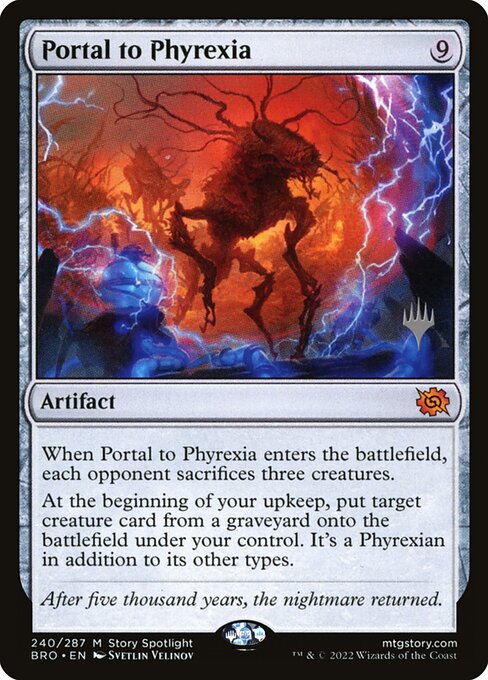 Portal to Phyrexia 9
Artifact
When Portal to Phyrexia enters the battlefield,
each opponent sacrifices three creatures.
At the beginning of your upkeep, put target
creature card from a graveyard onto the
battlefield under your control. It's a Phyrexian
in addition to its other types.
After five thousand years, the nightmare returned.
240/287 M Story Spotlight
mtgstory.com
BRO • EN Svetlin Velinov
™ & © 2022 Wizards of the Coast